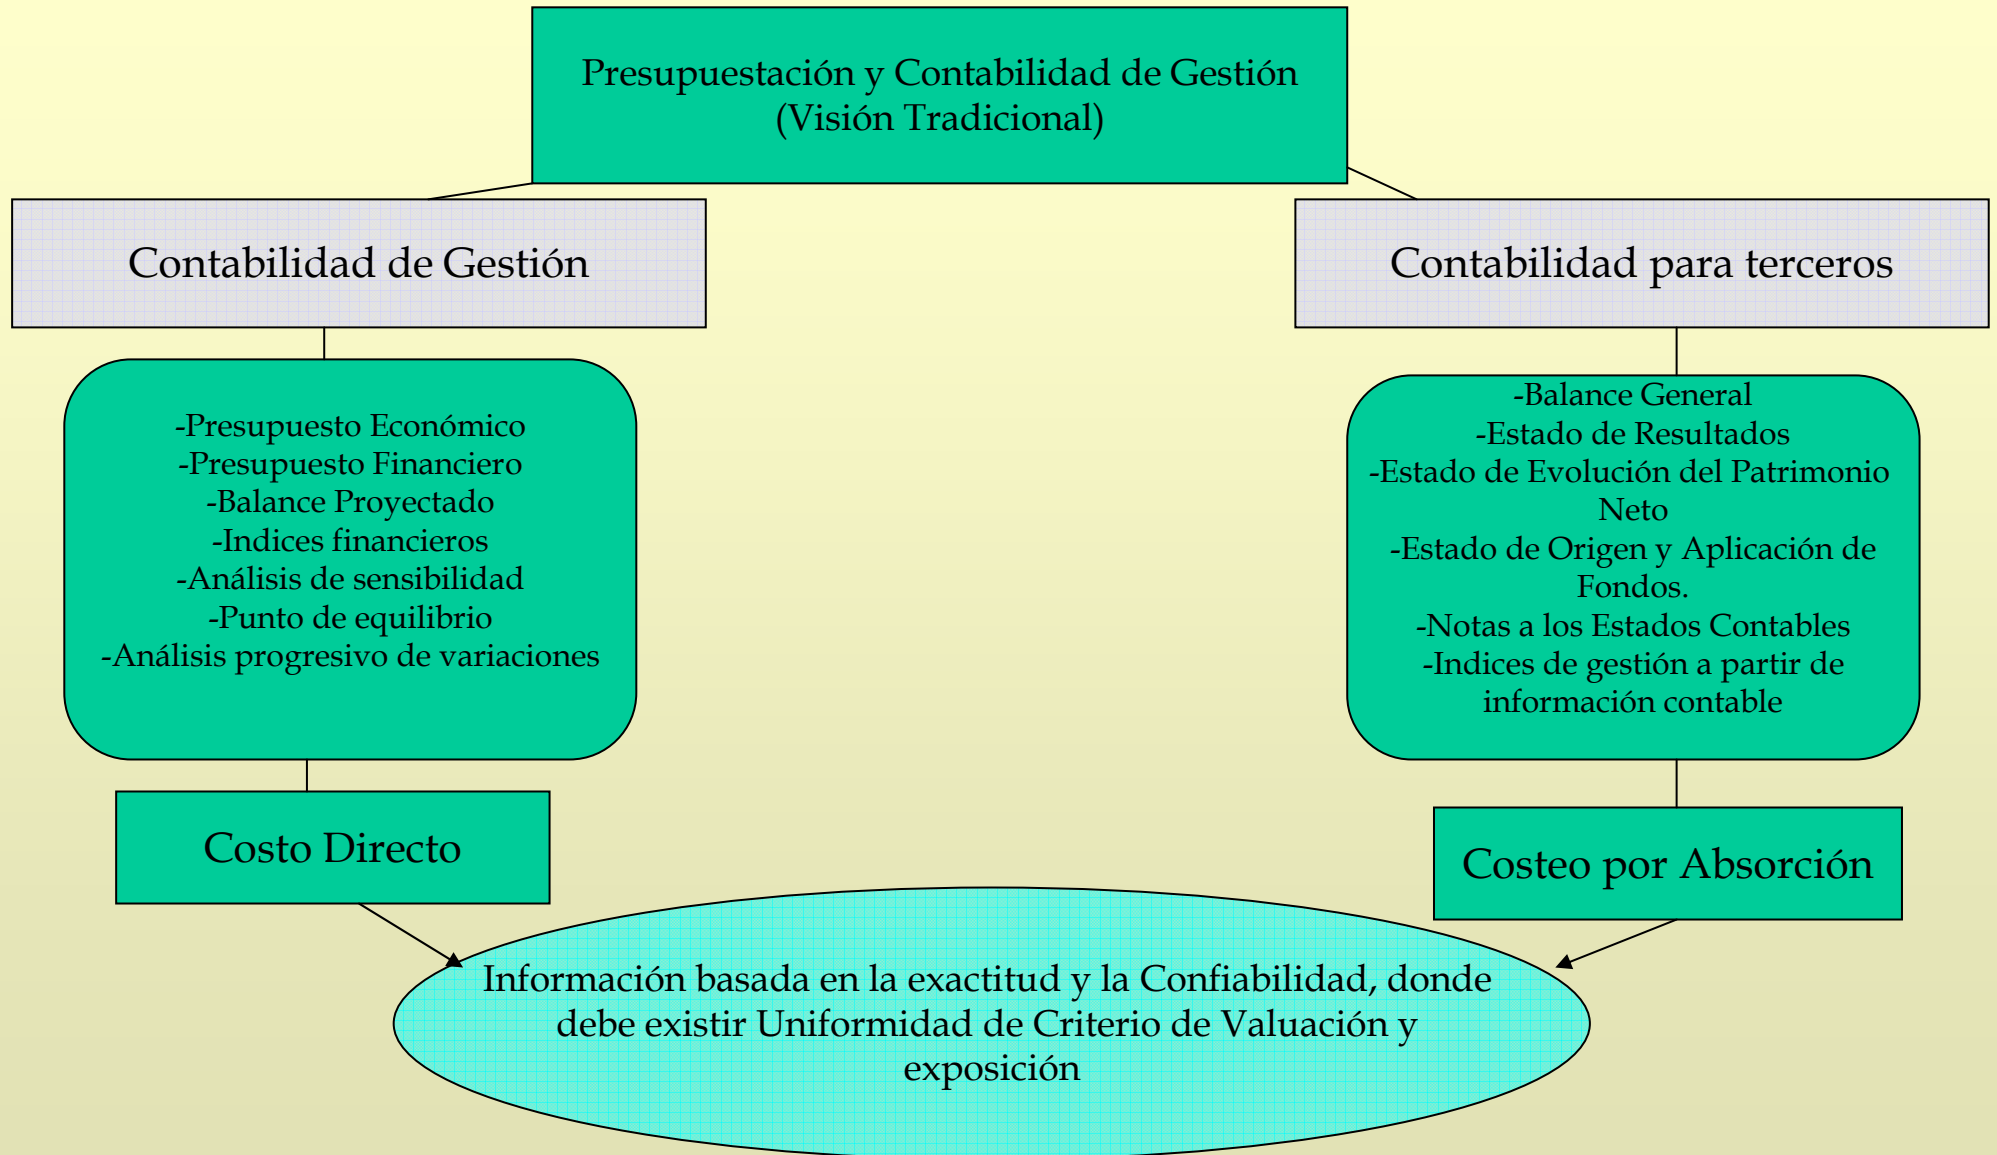 Presupuestación y Contabilidad de Gestión
(Visión Tradicional)
Contabilidad de Gestión
Contabilidad para terceros
-Presupuesto Económico
-Presupuesto Financiero
-Balance Proyectado
-Indices financieros
-Análisis de sensibilidad
-Punto de equilibrio
-Análisis progresivo de variaciones
-Balance General
-Estado de Resultados
-Estado de Evolución del Patrimonio
Neto
-Estado de Origen y Aplicación de
Fondos.
-Notas a los Estados Contables
-Indices de gestión a partir de
información contable
Costo Directo
Costeo por Absorción
Información basada en la exactitud y la Confiabilidad, donde
debe existir Uniformidad de Criterio de Valuación y
exposición